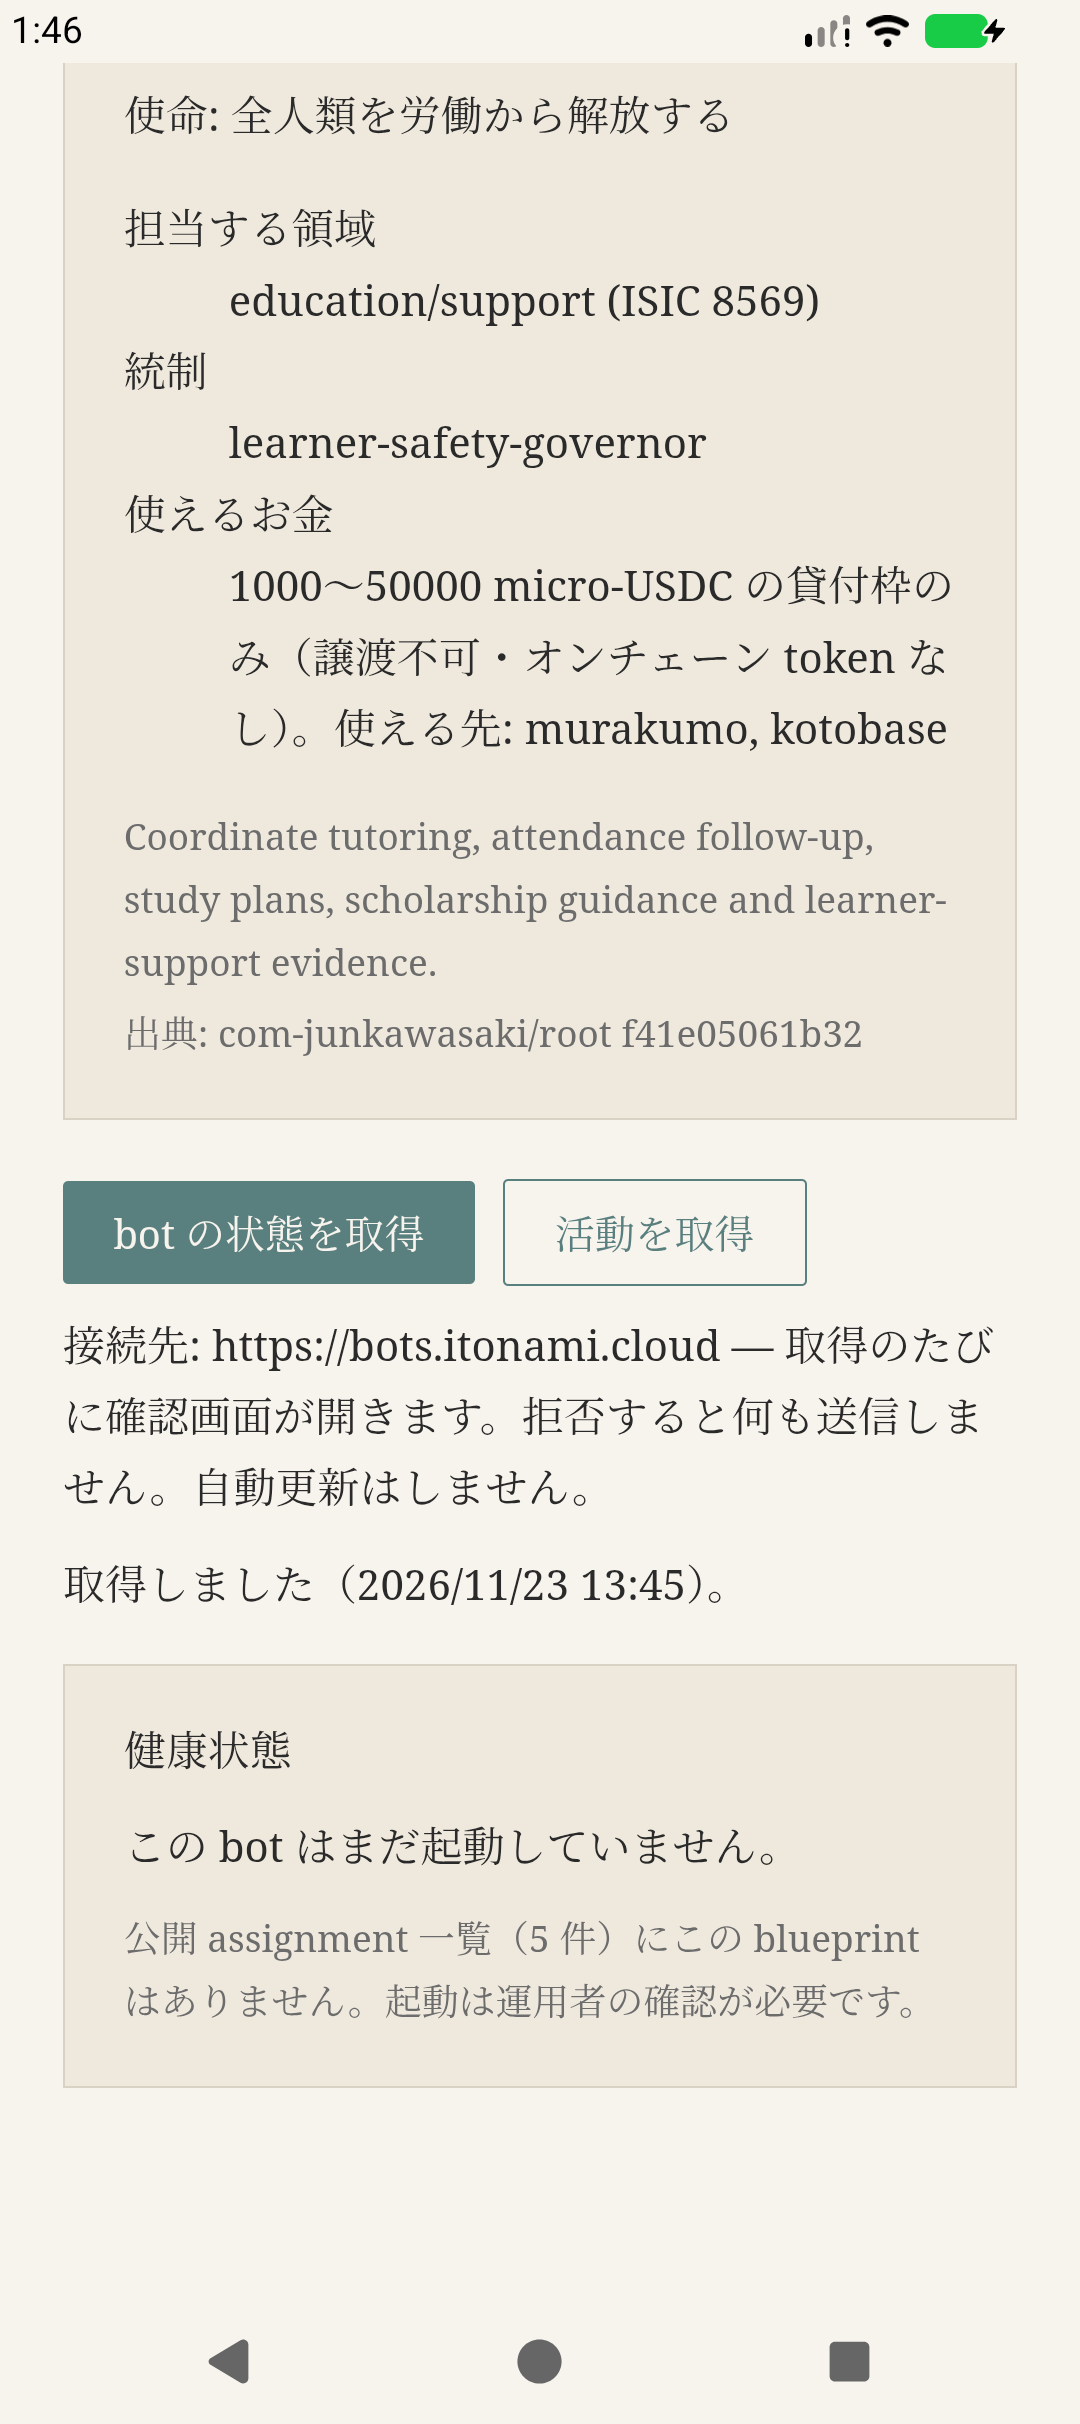 1:46
使命: 全人類を労働から解放する
担当する領域
education/support (ISIC 8569)
統制
learner-safety-governor
使えるお金
1000〜50000 micro-USDC の貸付枠の
み（譲渡不可・オンチェーン token な
し）。使える先: murakumo, kotobase
Coordinate tutoring, attendance follow-up,
study plans, scholarship guidance and learner-
support evidence.
出典: com-junkawasaki/root f41e05061b32
bot の状態を取得
活動を取得
接続先: https://bots.itonami.cloud — 取得のたび
に確認画面が開きます。拒否すると何も送信しま
せん。自動更新はしません。
取得しました（2026/11/23 13:45）。
健康状態
この bot はまだ起動していません。
公開 assignment 一覧（5 件）にこの blueprint
はありません。起動は運用者の確認が必要です。